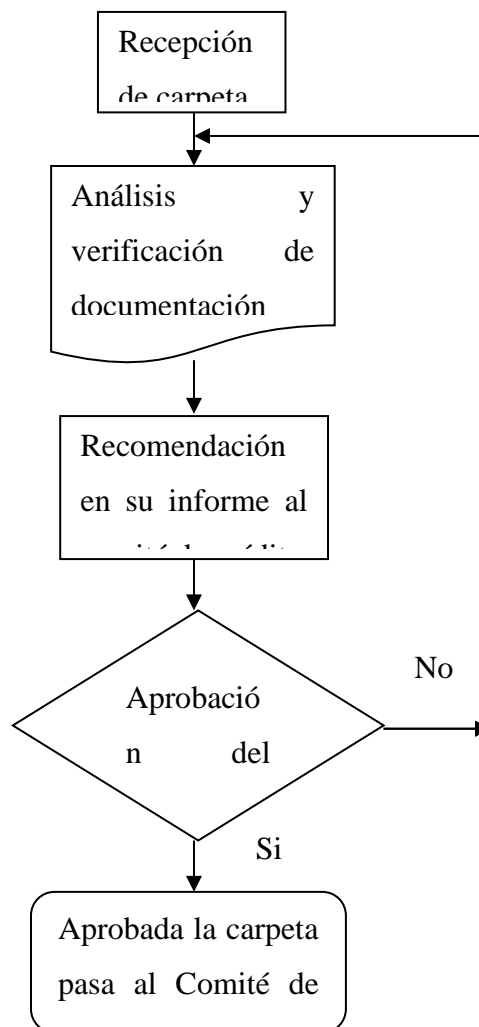 Recepción
de carpeta
Análisis y
verificación de
documentación
Recomendación
en su informe al
No
Aprobació
n del
Si
Aprobada la carpeta
pasa al Comité de